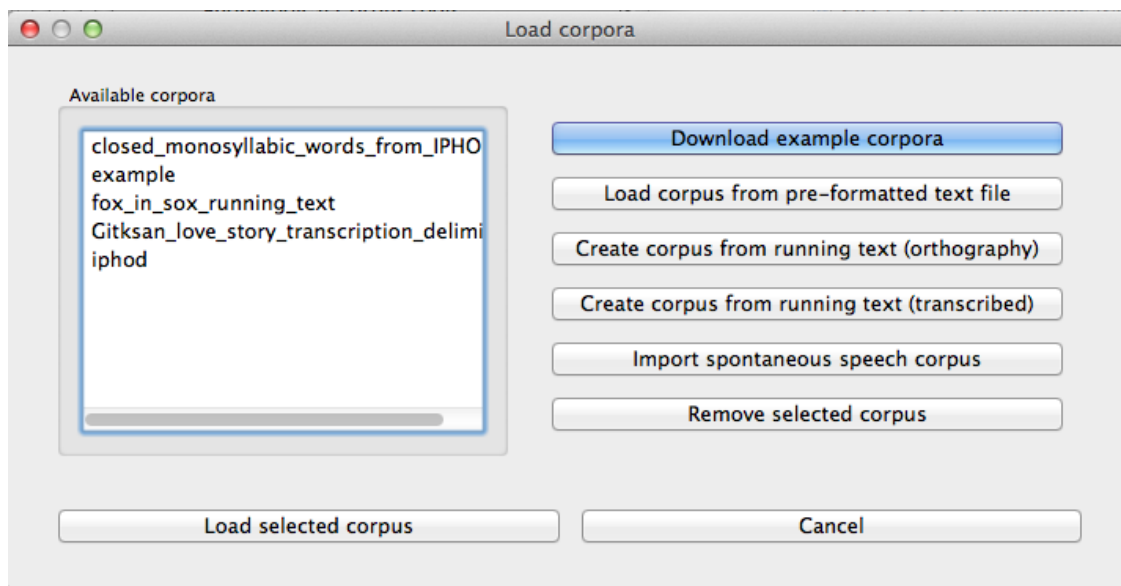 Load corpora
Available corpora
closed_monosyllabic_words_from_IPHO
example
fox_in_sox_running_text
Gitksan_love_story_transcription_delimi
iphod
Download example corpora
Load corpus from pre-formatted text file
Create corpus from running text (orthography)
Create corpus from running text (transcribed)
Import spontaneous speech corpus
Remove selected corpus
Load selected corpus
Cancel